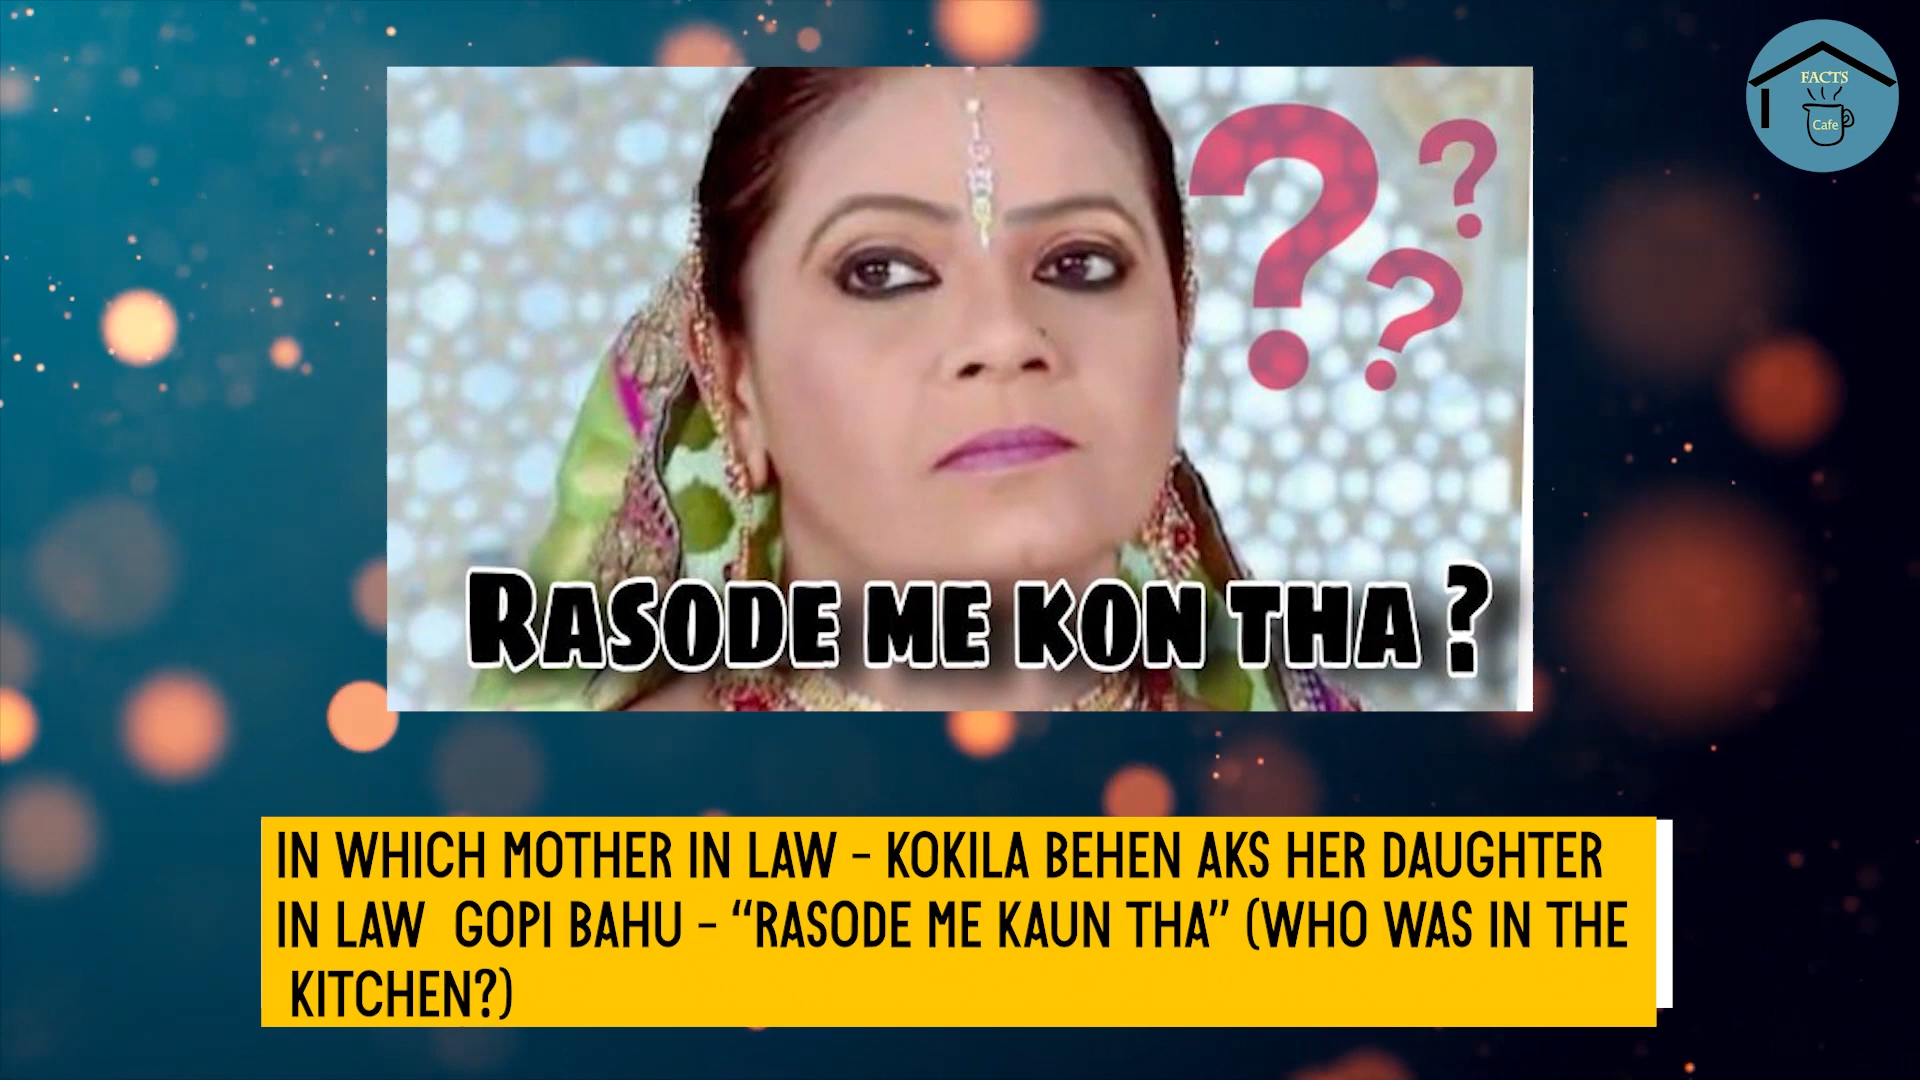 FACTS
Cafe
? ? ?
RASODE ME KON THA ?
IN WHICH MOTHER IN LAW - KOKILA BEHEN AKS HER DAUGHTER
IN LAW GOPI BAHU - “RASODE ME KAUN THA” (WHO WAS IN THE
KITCHEN?)